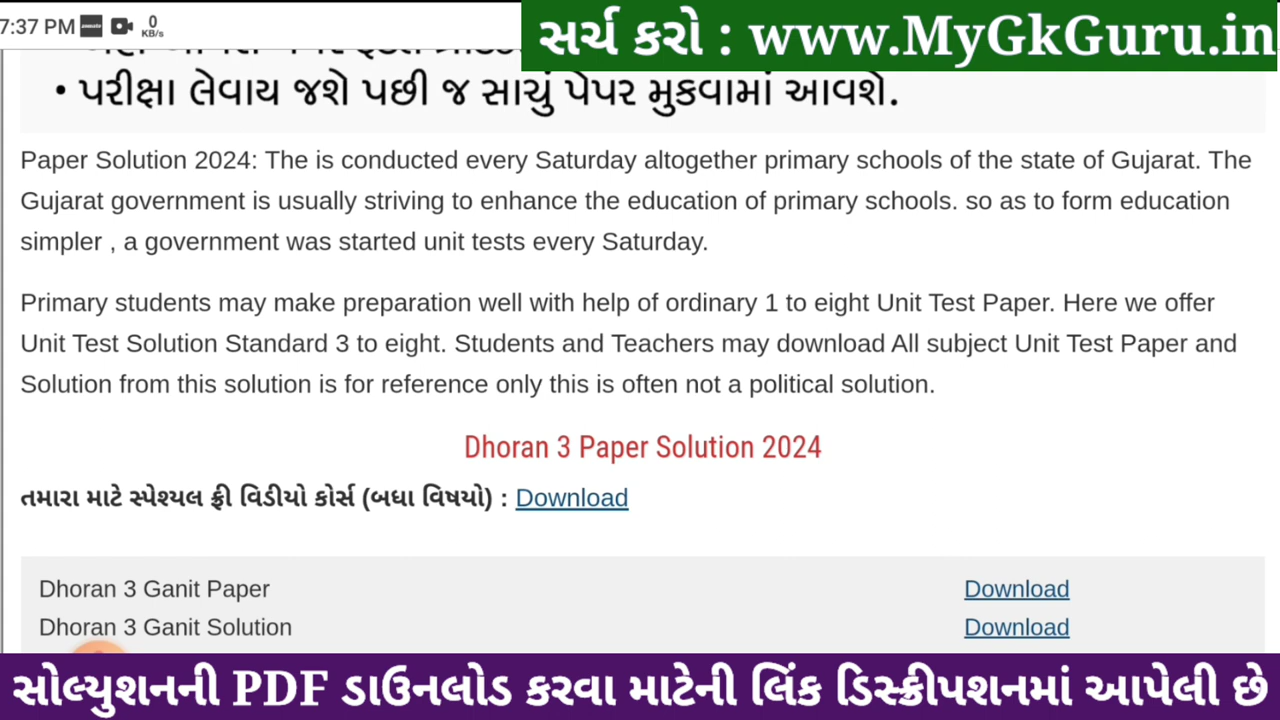 7:37 PM
0
KB/s
સર્ચ કરો : www.MyGkGuru.in
• પરીક્ષા લેવાય જશે પછી જ સાચું પેપર મુકવામાં આવશે.
Paper Solution 2024: The is conducted every Saturday altogether primary schools of the state of Gujarat. The
Gujarat government is usually striving to enhance the education of primary schools. so as to form education
simpler , a government was started unit tests every Saturday.
Primary students may make preparation well with help of ordinary 1 to eight Unit Test Paper. Here we offer
Unit Test Solution Standard 3 to eight. Students and Teachers may download All subject Unit Test Paper and
Solution from this solution is for reference only this is often not a political solution.
Dhoran 3 Paper Solution 2024
તમારા માટે સ્પેશ્યલ ફ્રી વિડીયો કોર્સ (બધા વિષયો) : Download
Dhoran 3 Ganit Paper Download
Dhoran 3 Ganit Solution Download
સોલ્યુશનની PDF ડાઉનલોડ કરવા માટેની લિંક ડિસ્ક્રીપશનમાં આપેલી છે